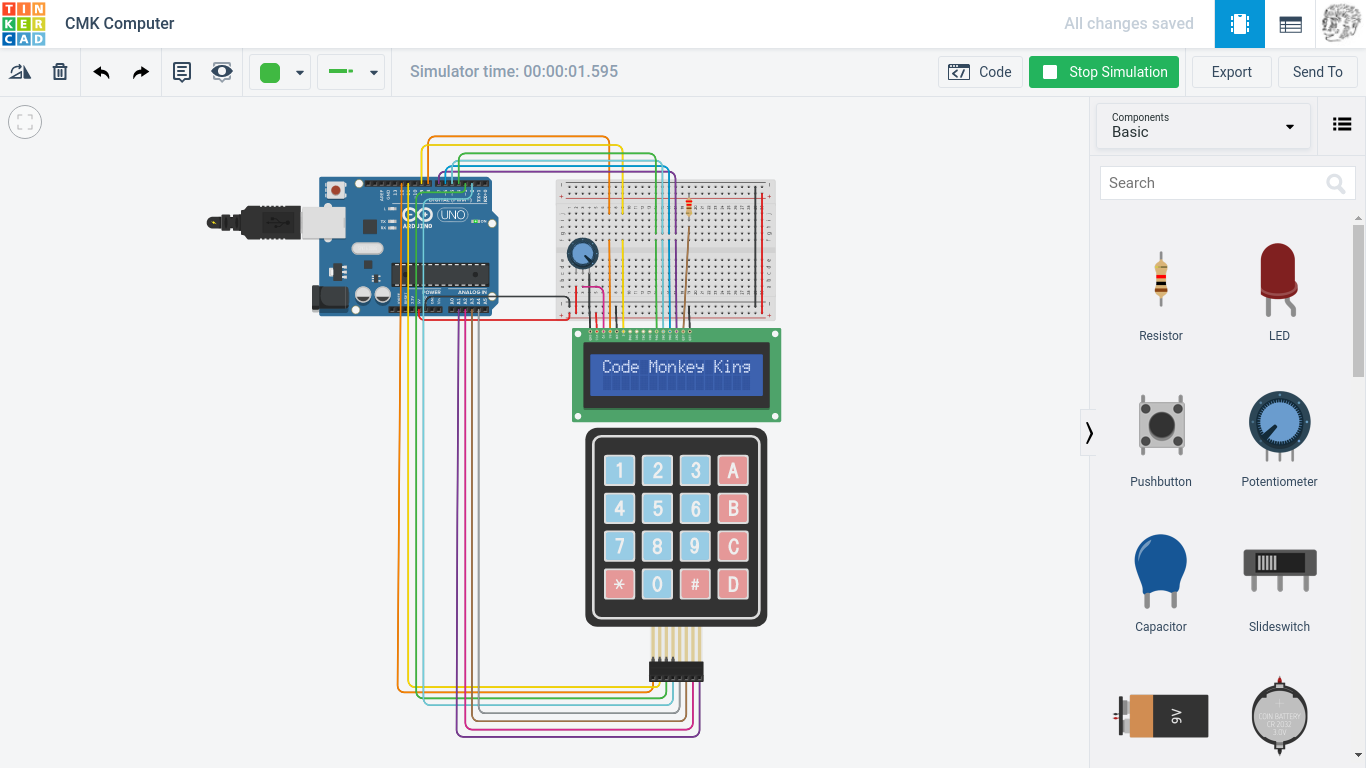 TIN
KER
CAD
CMK Computer
All changes saved
Simulator time: 00:00:01.595
Code
Stop Simulation
Export
Send To
Components
Basic
Search
UNO
ARDUINO
POWER
ANALOG IN
Code Monkey King
1 2 3 A
4 5 6 B
7 8 9 C
* 0 # D
Resistor
LED
Pushbutton
Potentiometer
Capacitor
Slideswitch
9V
COIN BATTERY
CR 2032
3.0V